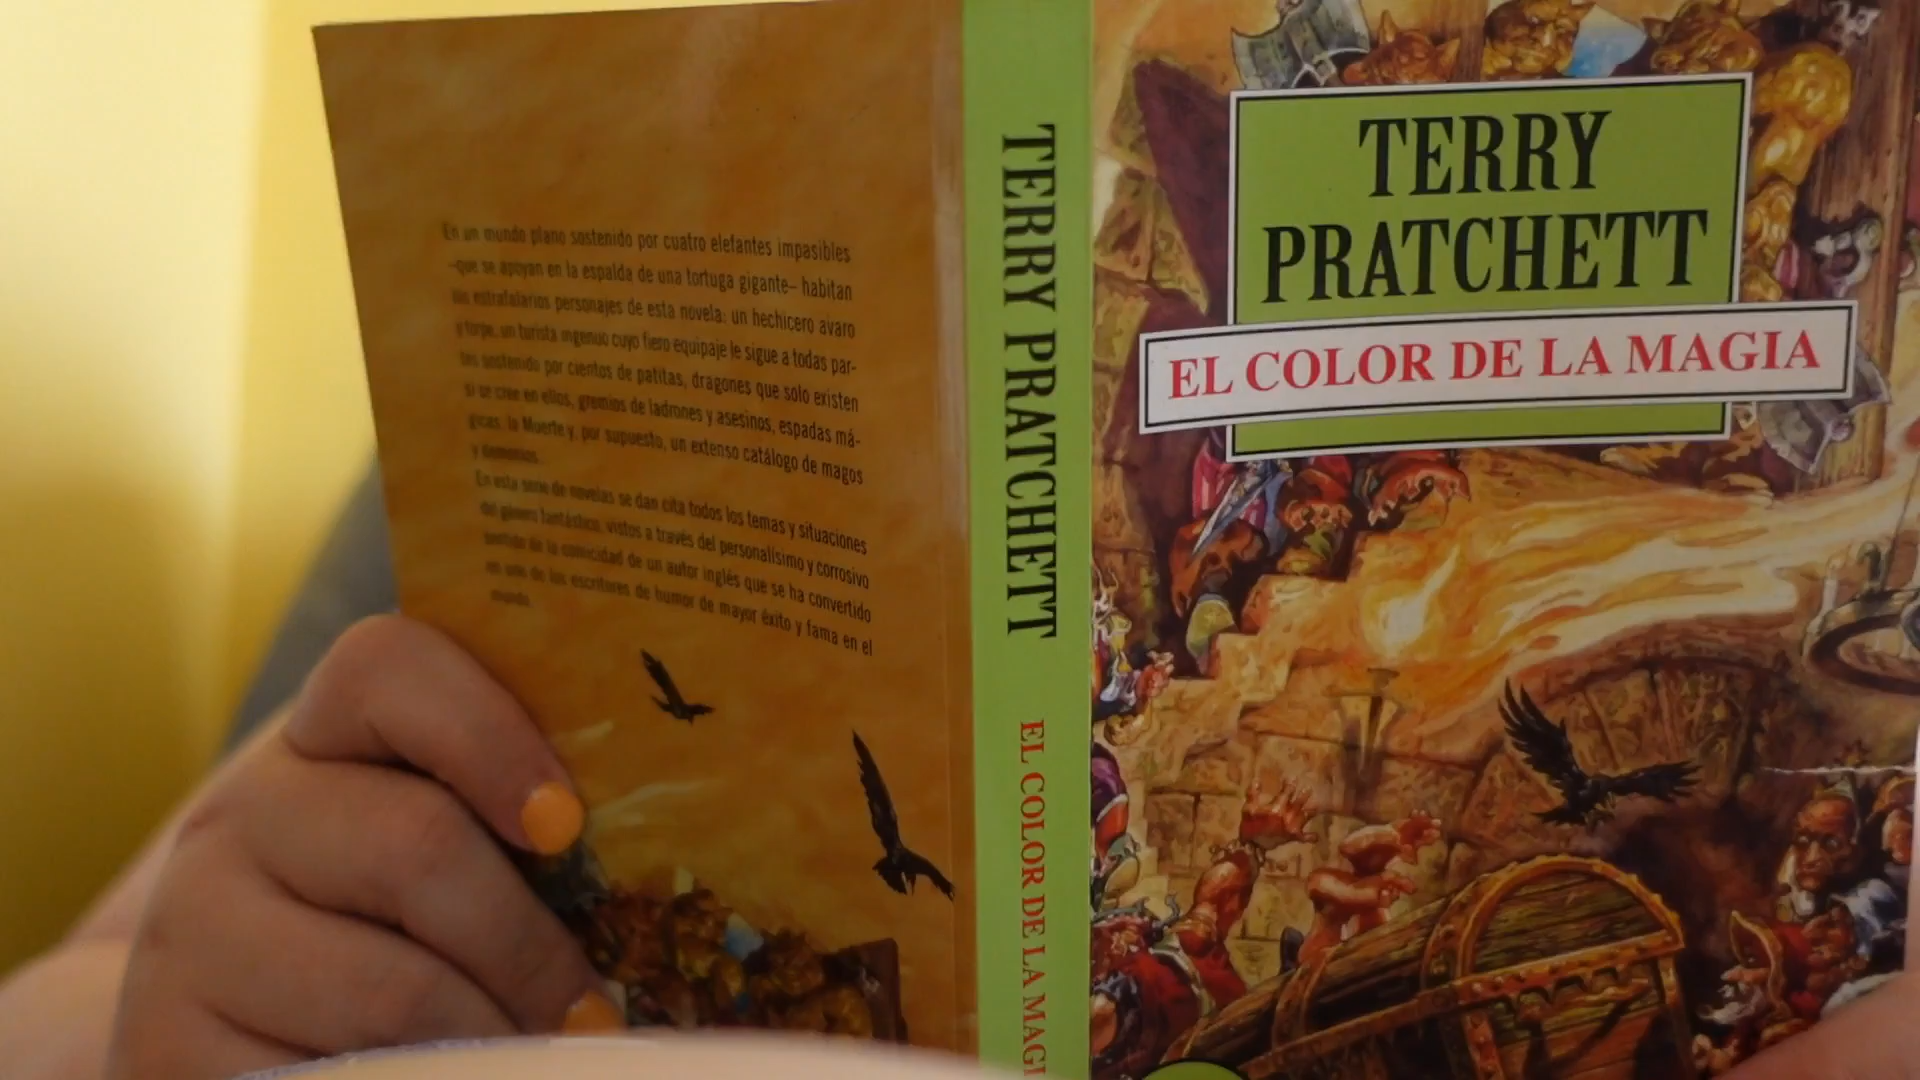 En un mundo plano sostenido por cuatro elefantes impasibles
–que se apoyan en la espalda de una tortuga gigante– habitan
los estrafalarios personajes de esta novela: un hechicero avaro
y torpe, un turista ingenuo cuyo fiero equipaje le sigue a todas par-
tes sostenido por cientos de patitas, dragones que solo existen
si se cree en ellos, gremios de ladrones y asesinos, espadas má-
gicas, la Muerte y, por supuesto, un extenso catálogo de magos
y demonios.
En esta serie de novelas se dan cita todos los temas y situaciones
del género fantástico, vistos a través del personalísimo y corrosivo
sentido de la comicidad de un autor inglés que se ha convertido
en uno de los escritores de humor de mayor éxito y fama en el
mundo.
TERRY PRATCHETT
EL COLOR DE LA MAGI
TERRY
PRATCHETT
EL COLOR DE LA MAGIA